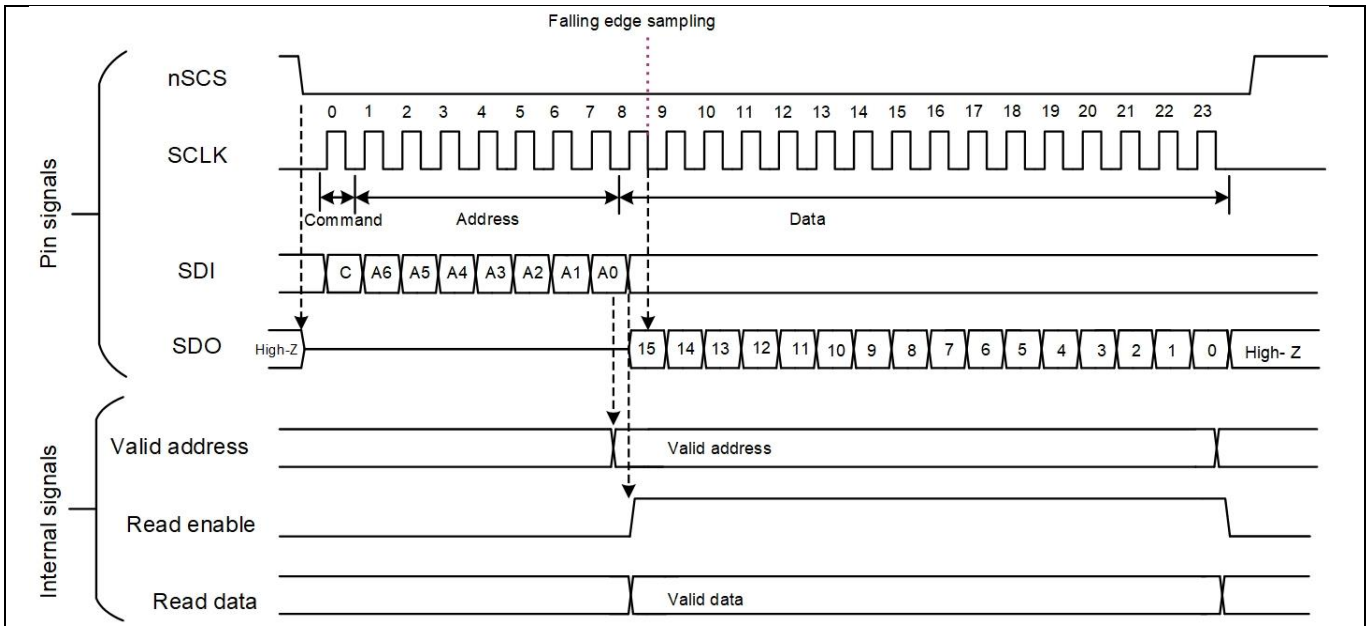 Falling edge sampling
Pin signals
nSCS
0 1 2 3 4 5 6 7 8 9 10 11 12 13 14 15 16 17 18 19 20 21 22 23
SCLK
Command Address Data
SDI C A6 A5 A4 A3 A2 A1 A0
SDO High-Z 15 14 13 12 11 10 9 8 7 6 5 4 3 2 1 0 High- Z
Internal signals
Valid address Valid address
Read enable
Read data Valid data